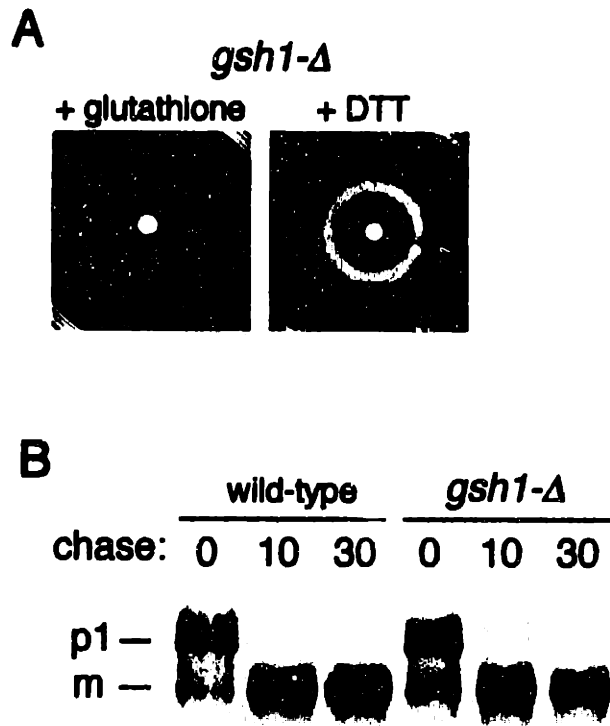 A
gsh1-Δ
+ glutathione + DTT
B
wild-type gsh1-Δ
chase: 0 10 30 0 10 30
p1 —
m —